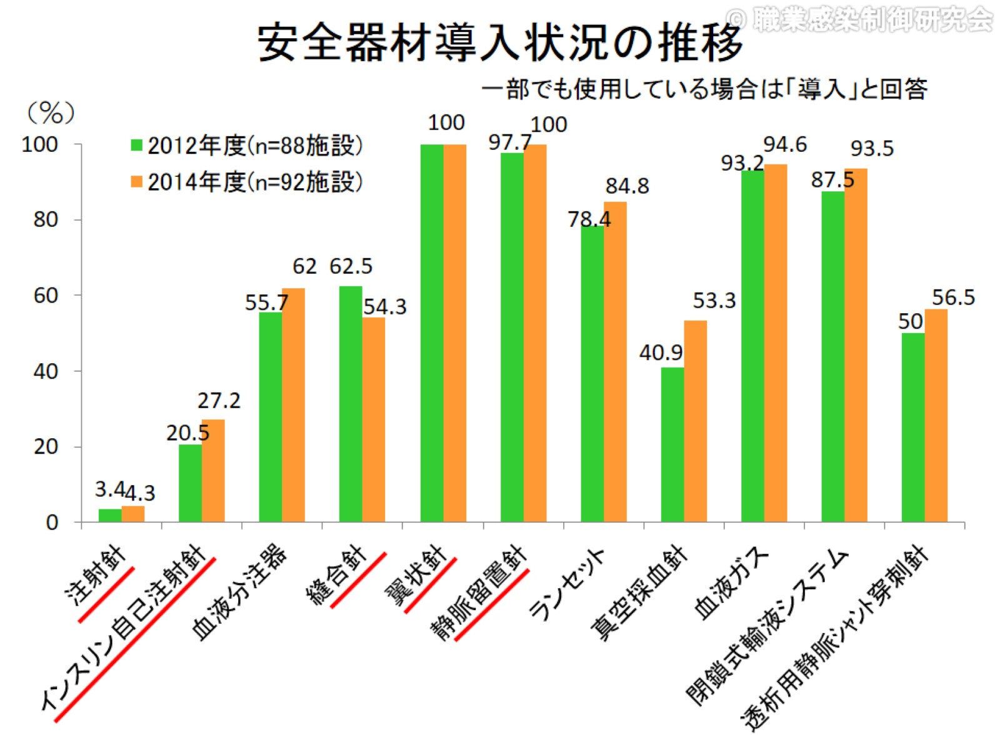 © 職業感染制御研究会
安全器材導入状況の推移
一部でも使用している場合は「導入」と回答
(%)
100
80
60
40
20
0
2012年度(n=88施設)
2014年度(n=92施設)
3.4
4.3
20.5
27.2
55.7
62
62.5
54.3
100
97.7
100
78.4
84.8
40.9
53.3
93.2
94.6
87.5
93.5
50
56.5
注射針
インスリン自己注射針
血液分注器
縫合針
翼状針
静脈留置針
ランセット
真空採血針
血液ガス
閉鎖式輸液システム
透析用静脈シャント穿刺針